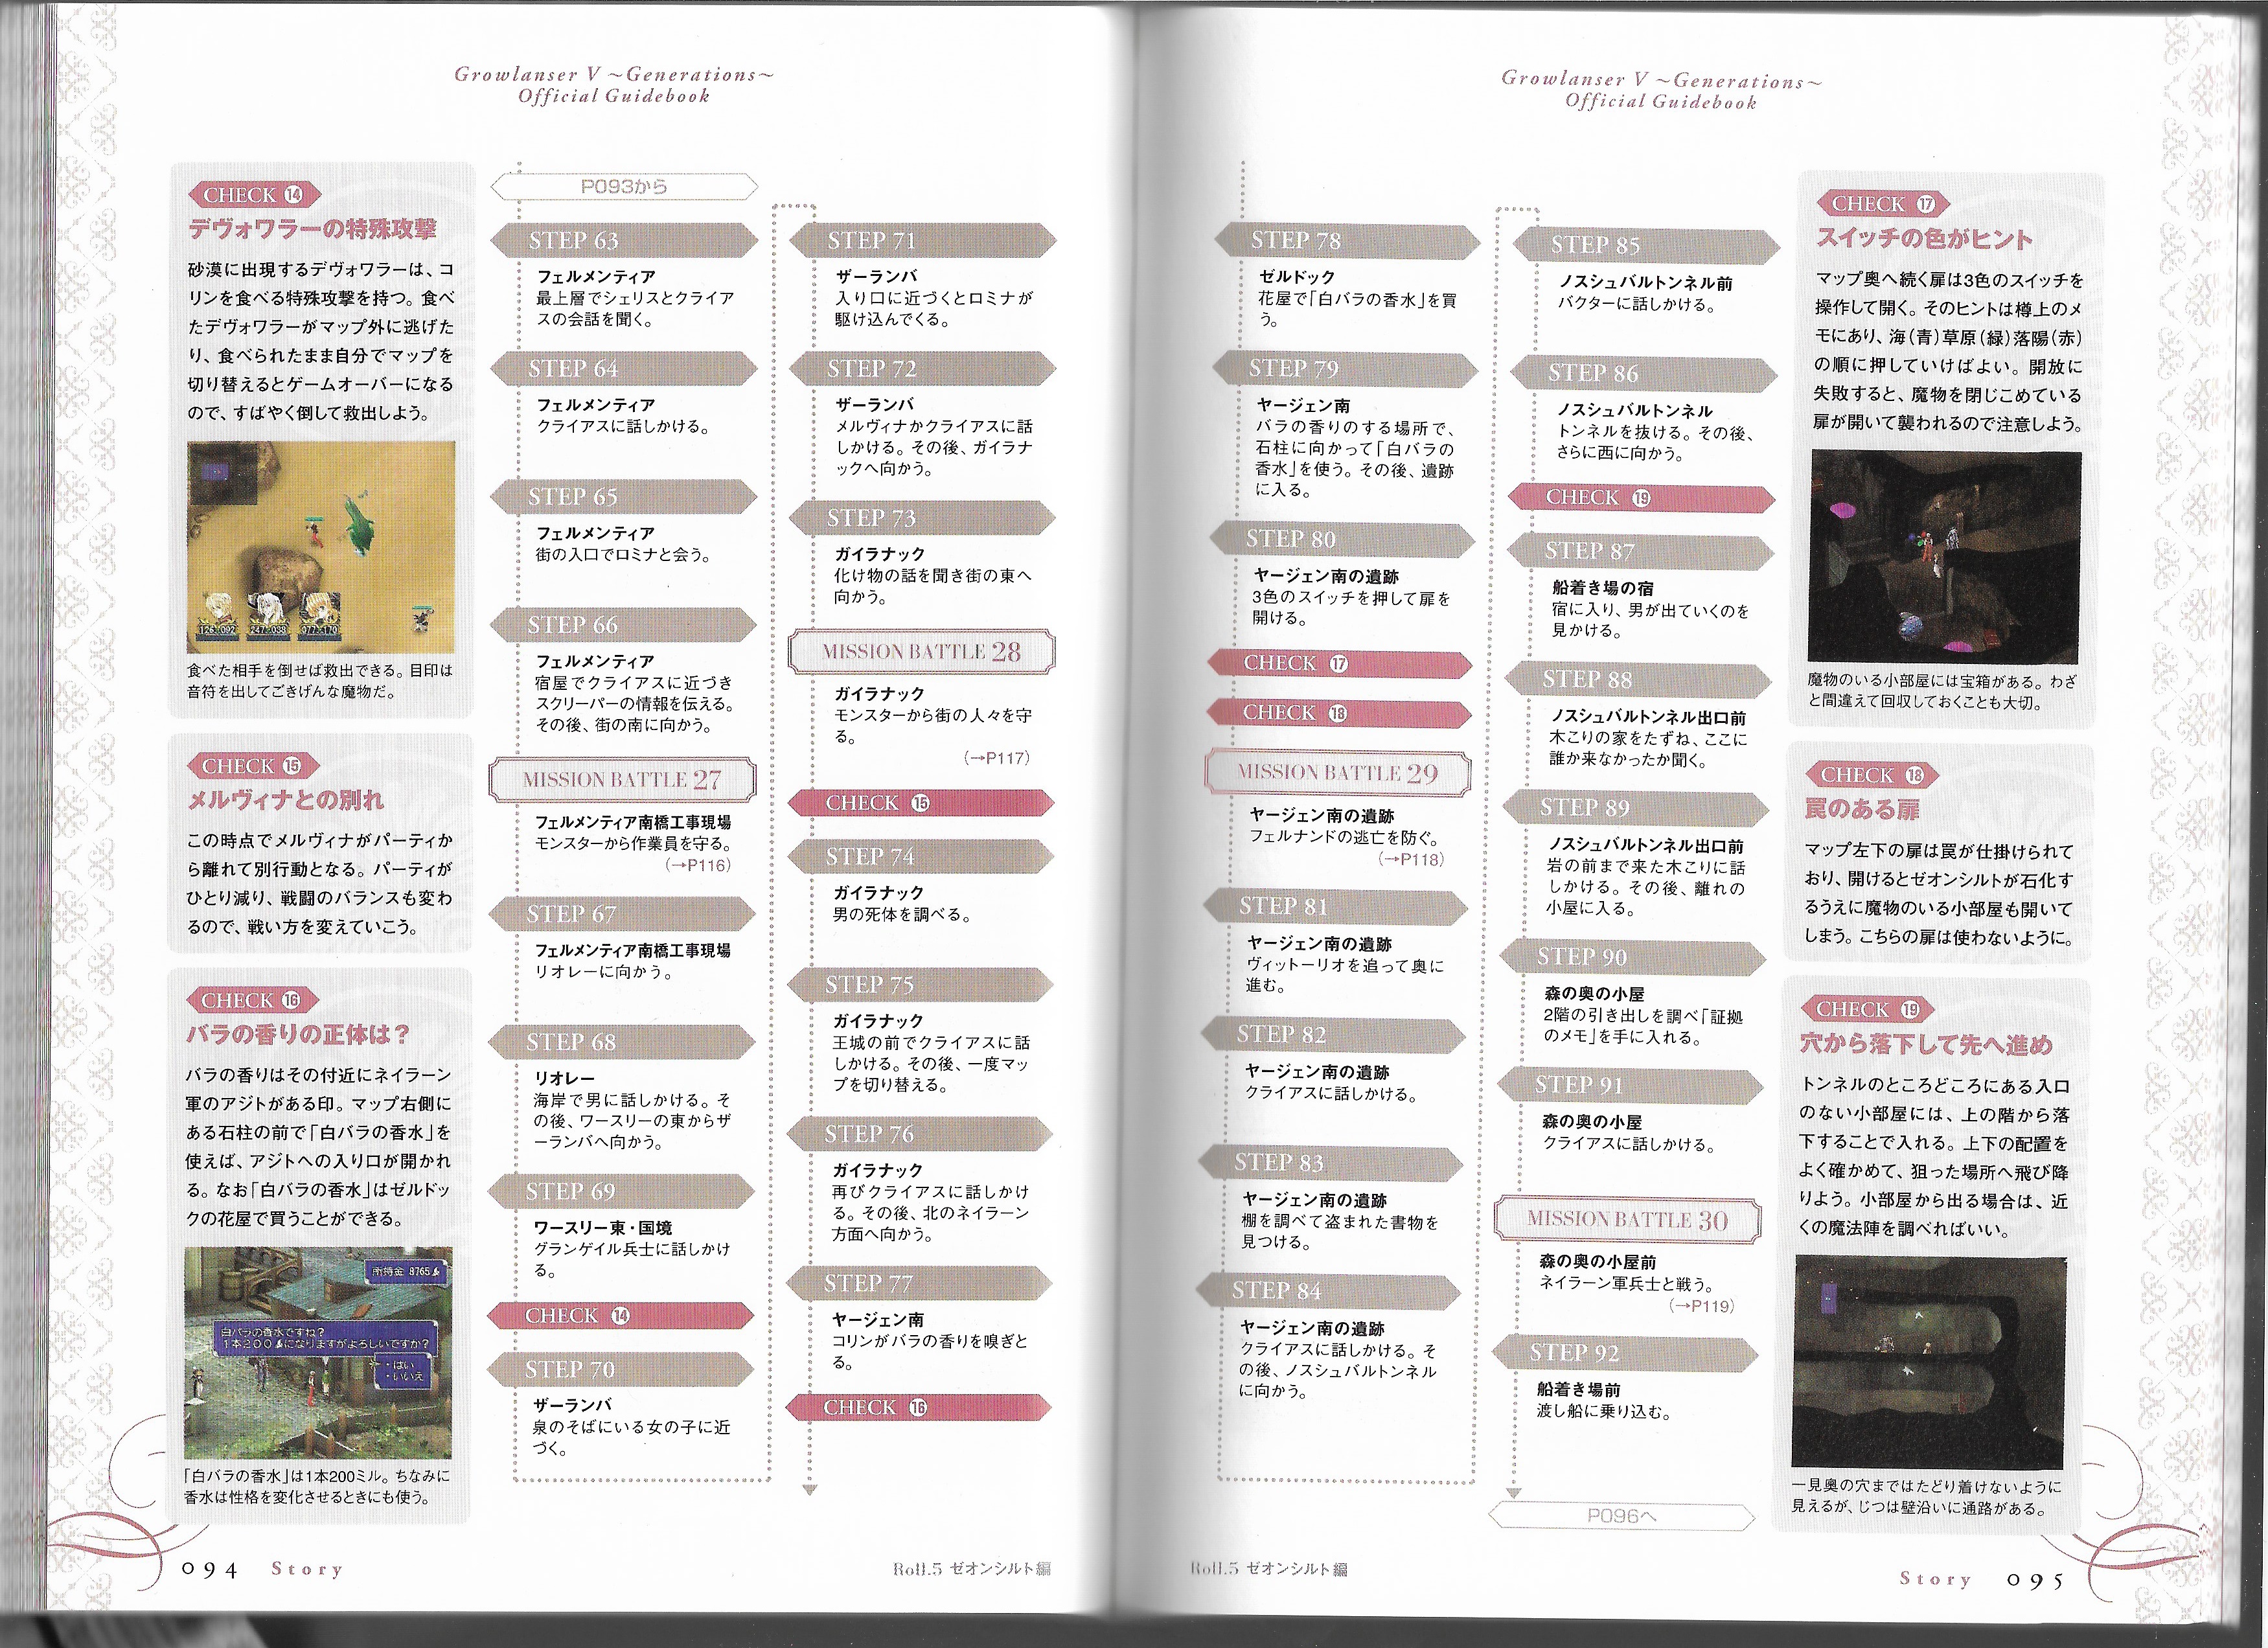 Growlanser V ~Generations~
Official Guidebook
CHECK ⑭
デヴォワラーの特殊攻撃
砂漠に出現するデヴォワラーは、コ
リンを食べる特殊攻撃を持つ。食べ
たデヴォワラーがマップ外に逃げた
り、食べられたまま自分でマップを
切り替えるとゲームオーバーになる
ので、すばやく倒して救出しよう。
食べた相手を倒せば救出できる。目印は
音符を出してごきげんな魔物だ。
CHECK ⑮
メルヴィナとの別れ
この時点でメルヴィナがパーティか
ら離れて別行動となる。パーティが
ひとり減り、戦闘のバランスも変わ
るので、戦い方を変えていこう。
CHECK ⑯
バラの香りの正体は?
バラの香りはその付近にネイラーン
軍のアジトがある印。マップ右側に
ある石柱の前で「白バラの香水」を
使えば、アジトへの入り口が開かれ
る。なお「白バラの香水」はゼルドッ
クの花屋で買うことができる。
所持金 8765
白バラの香水ですね?
1本200になりますがよろしいですか?
・はい
・いいえ
「白バラの香水」は1本200ミル。ちなみに
香水は性格を変化させるときにも使う。
P093から
STEP 63
フェルメンティア
最上層でシェリスとクライア
スの会話を聞く。
STEP 64
フェルメンティア
クライアスに話しかける。
STEP 65
フェルメンティア
街の入口でロミナと会う。
STEP 66
フェルメンティア
宿屋でクライアスに近づき
スクリーパーの情報を伝える。
その後、街の南に向かう。
MISSION BATTLE 27
フェルメンティア南橋工事現場
モンスターから作業員を守る。
(→P116)
STEP 67
フェルメンティア南橋工事現場
リオレーに向かう。
STEP 68
リオレー
海岸で男に話しかける。そ
の後、ワースリーの東からザ
ーランバへ向かう。
STEP 69
ワースリー東・国境
グランゲイル兵士に話しかけ
る。
CHECK ⑭
STEP 70
ザーランバ
泉のそばにいる女の子に近
づく。
STEP 71
ザーランバ
入り口に近づくとロミナが
駆け込んでくる。
STEP 72
ザーランバ
メルヴィナかクライアスに話
しかける。その後、ガイラナ
ックへ向かう。
STEP 73
ガイラナック
化け物の話を聞き街の東へ
向かう。
MISSION BATTLE 28
ガイラナック
モンスターから街の人々を守
る。
(→P117)
CHECK ⑮
STEP 74
ガイラナック
男の死体を調べる。
STEP 75
ガイラナック
王城の前でクライアスに話
しかける。その後、一度マッ
プを切り替える。
STEP 76
ガイラナック
再びクライアスに話しかけ
る。その後、北のネイラーン
方面へ向かう。
STEP 77
ヤージェン南
コリンがバラの香りを嗅ぎと
る。
CHECK ⑯
094 Story
Roll.5 ゼオンシルト編
Growlanser V ~Generations~
Official Guidebook
STEP 78
ゼルドック
花屋で「白バラの香水」を買
う。
STEP 79
ヤージェン南
バラの香りのする場所で、
石柱に向かって「白バラの
香水」を使う。その後、遺跡
に入る。
STEP 80
ヤージェン南の遺跡
3色のスイッチを押して扉を
開ける。
CHECK ⑰
CHECK ⑱
MISSION BATTLE 29
ヤージェン南の遺跡
フェルナンドの逃亡を防ぐ。
(→P118)
STEP 81
ヤージェン南の遺跡
ヴィットーリオを追って奥に
進む。
STEP 82
ヤージェン南の遺跡
クライアスに話しかける。
STEP 83
ヤージェン南の遺跡
棚を調べて盗まれた書物を
見つける。
STEP 84
ヤージェン南の遺跡
クライアスに話しかける。そ
の後、ノスシュバルトンネル
に向かう。
STEP 85
ノスシュバルトンネル前
バクターに話しかける。
STEP 86
ノスシュバルトンネル
トンネルを抜ける。その後、
さらに西に向かう。
CHECK ⑲
STEP 87
船着き場の宿
宿に入り、男が出ていくのを
見かける。
STEP 88
ノスシュバルトンネル出口前
木こりの家をたずね、ここに
誰か来なかったか聞く。
STEP 89
ノスシュバルトンネル出口前
岩の前まで来た木こりに話
しかける。その後、離れの
小屋に入る。
STEP 90
森の奥の小屋
2階の引き出しを調べ「証拠
のメモ」を手に入れる。
STEP 91
森の奥の小屋
クライアスに話しかける。
MISSION BATTLE 30
森の奥の小屋前
ネイラーン軍兵士と戦う。
(→P119)
STEP 92
船着き場前
渡し船に乗り込む。
P096へ
CHECK ⑰
スイッチの色がヒント
マップ奥へ続く扉は3色のスイッチを
操作して開く。そのヒントは樽上のメ
モにあり、海(青)草原(緑)落陽(赤)
の順に押していけばよい。開放に
失敗すると、魔物を閉じこめている
扉が開いて襲われるので注意しよう。
魔物のいる小部屋には宝箱がある。わざ
と間違えて回収しておくことも大切。
CHECK ⑱
罠のある扉
マップ左下の扉は罠が仕掛けられて
おり、開けるとゼオンシルトが石化す
るうえに魔物のいる小部屋も開いて
しまう。こちらの扉は使わないように。
CHECK ⑲
穴から落下して先へ進め
トンネルのところどころにある入口
のない小部屋には、上の階から落
下することで入れる。上下の配置を
よく確かめて、狙った場所へ飛び降
りよう。小部屋から出る場合は、近
くの魔法陣を調べればいい。
一見奥の穴まではたどり着けないように
見えるが、じつは壁沿いに通路がある。
Roll.5 ゼオンシルト編
Story 095